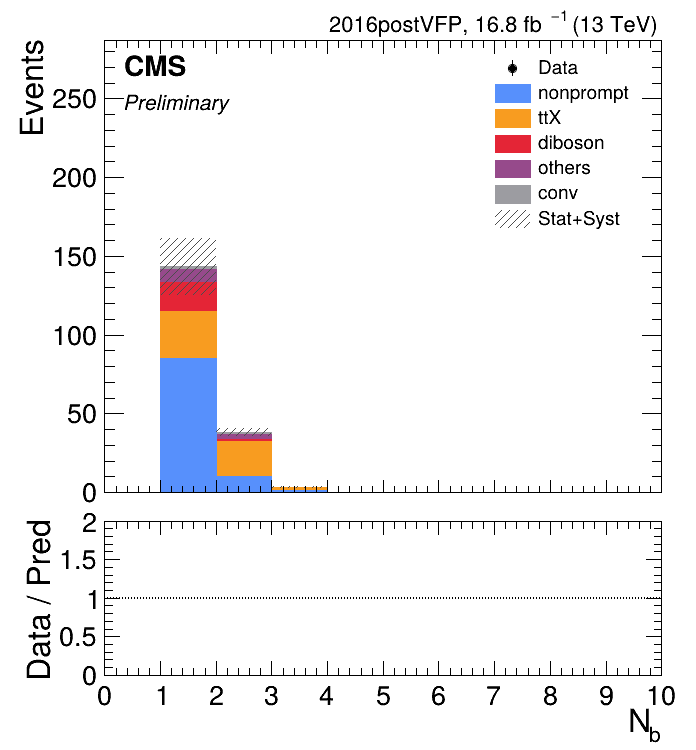 2016postVFP, 16.8 fb⁻¹ (13 TeV)
CMS
Preliminary
Events
Data
nonprompt
ttX
diboson
others
conv
Stat+Syst
250
200
150
100
50
0
Data / Pred
2
1.5
1
0.5
0
0 1 2 3 4 5 6 7 8 9 10
N_b